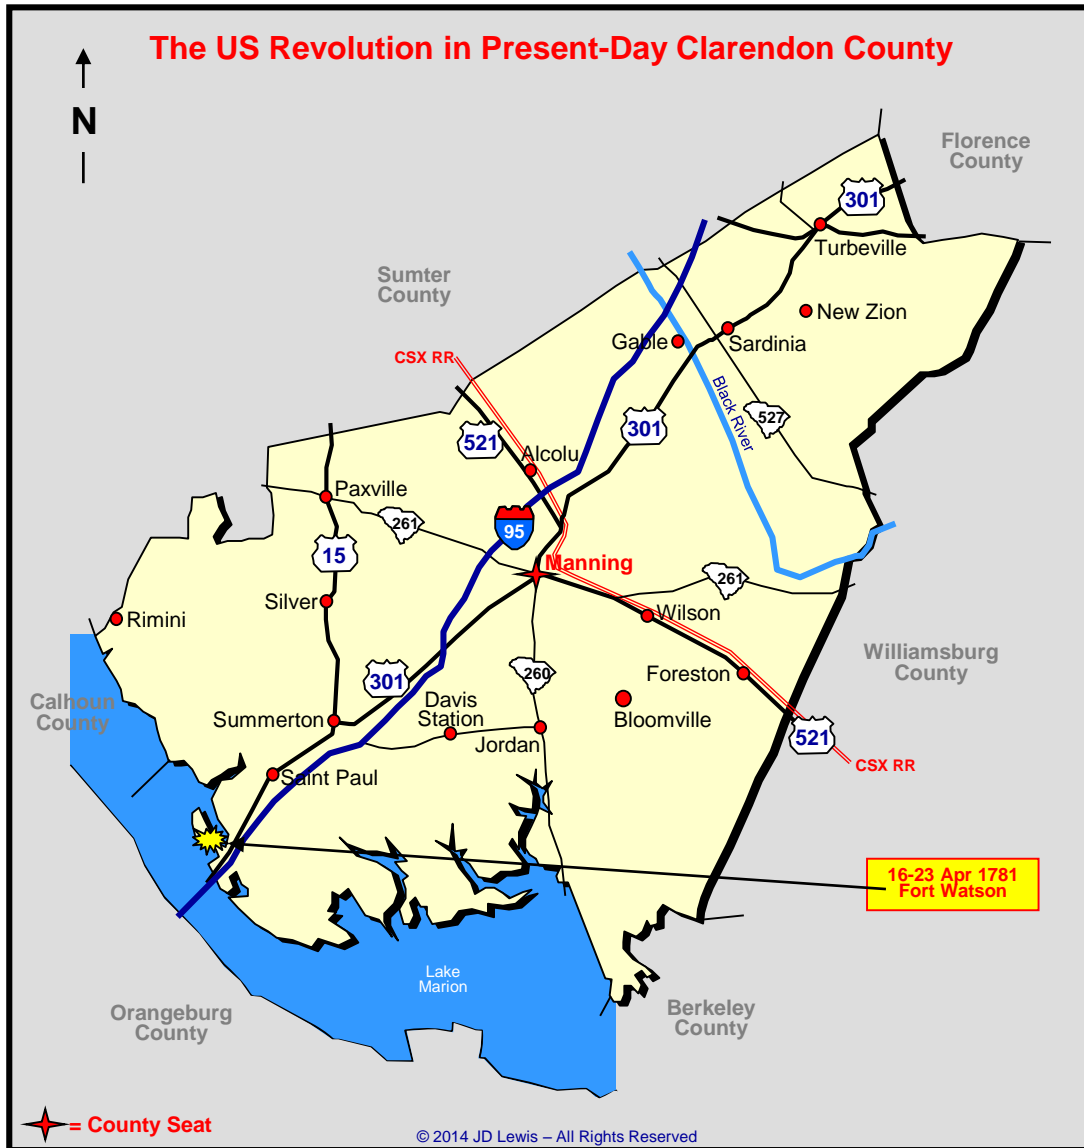 The US Revolution in Present-Day Clarendon County
N
Florence
County
301
Turbeville
Sumter
County
New Zion
Gable
Sardinia
CSX RR
Black River
527
301
521
Alcolu
Paxville
261
95
15
Manning
261
Silver
Wilson
Rimini
Williamsburg
County
Foreston
260
301
Calhoun
County
Davis
Station
Bloomville
Summerton
Jordan
521
CSX RR
Saint Paul
16-23 Apr 1781
Fort Watson
Lake
Marion
Orangeburg
County
Berkeley
County
= County Seat
© 2014 JD Lewis – All Rights Reserved